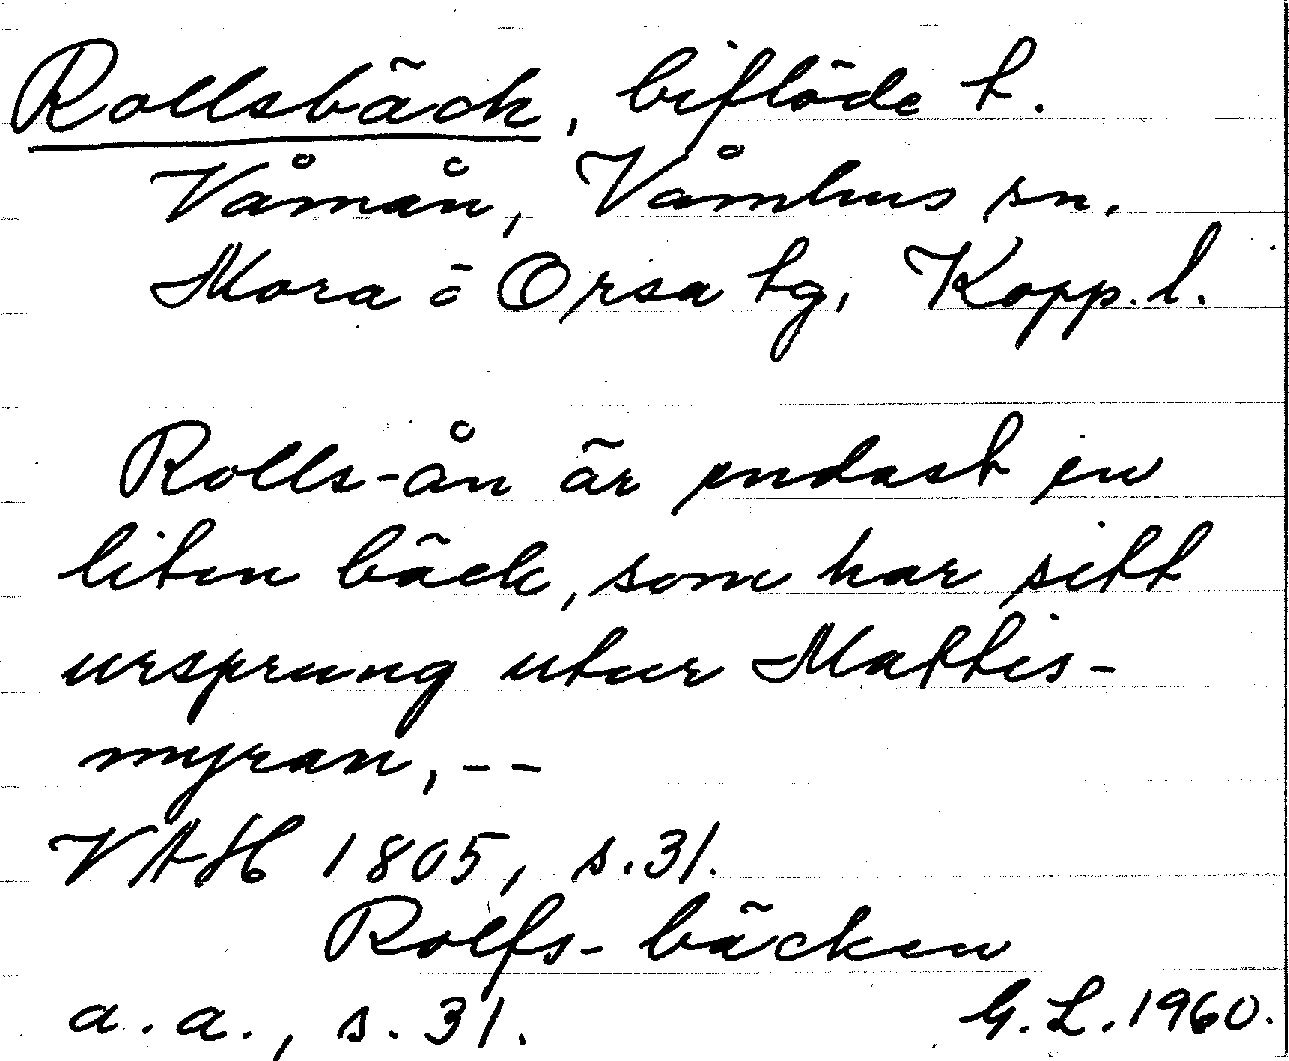 Rollsbäck, biflöde t.
Våmån, Våmhus sn.
Mora o Orsa tg, Kopp. l.
Rolls-ån är endast en
liten bäck, som har sitt
ursprung utur Mattis-
myran, --
VAH 1805, s. 31.
Rolfs-bäcken
a. a., s. 31.
G. L. 1960.